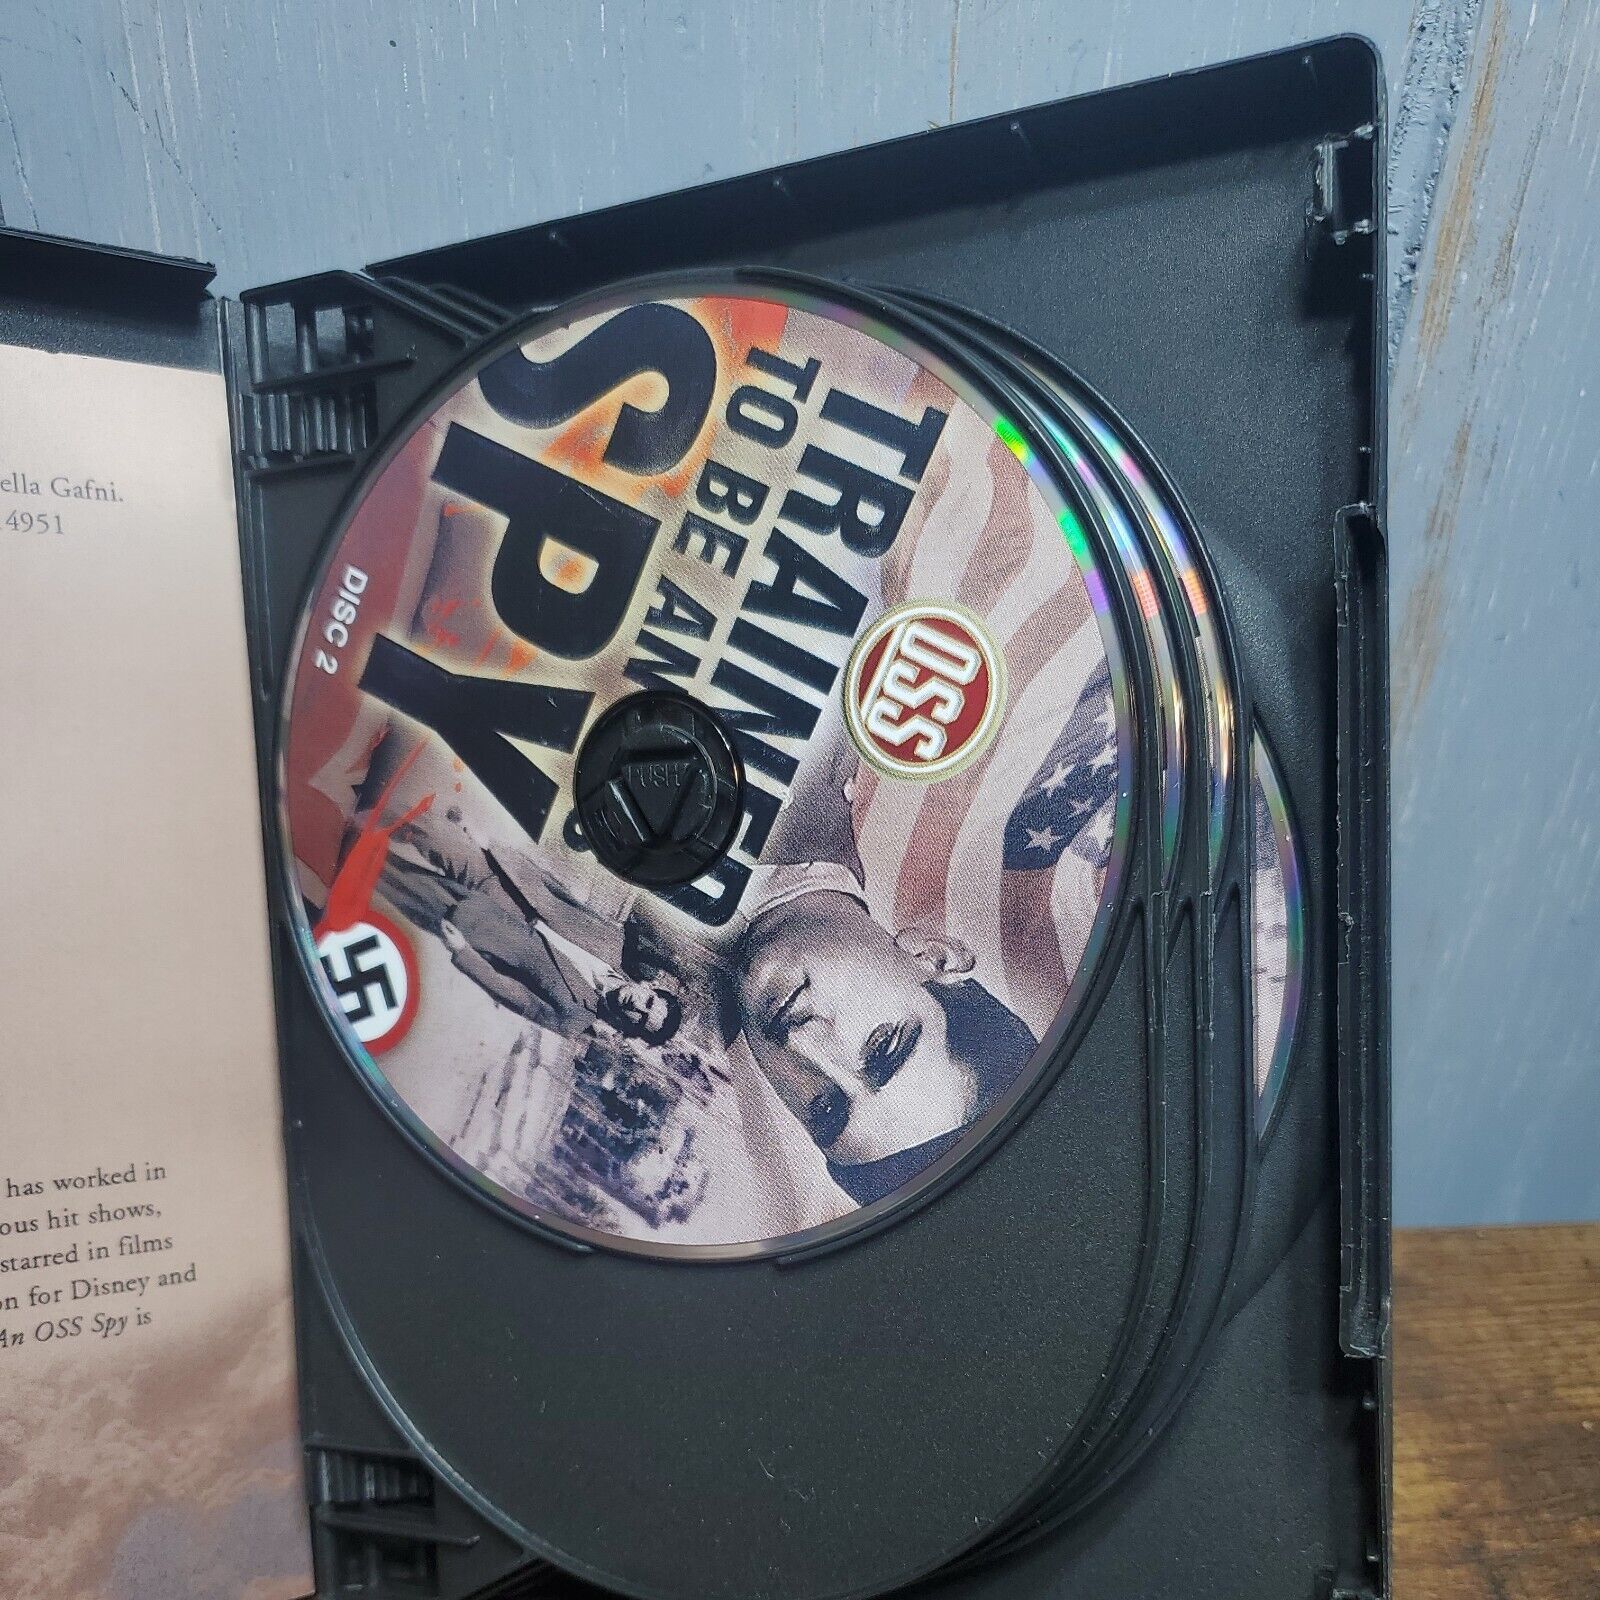 ella Gafni.
4951
has worked in
ous hit shows,
starred in films
on for Disney and
An OSS Spy is
TRAINED
TO BE AN
SPY
OSS
DISC 2
PUSH